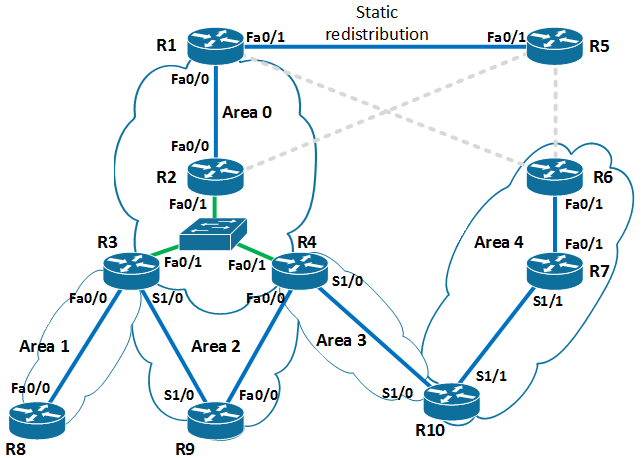 Static
redistribution
R1
Fa0/1
Fa0/1
R5
Fa0/0
Area 0
Fa0/0
R2
R6
Fa0/1
Fa0/1
R3
R4
Area 4
Fa0/1
Fa0/1
Fa0/1
R7
S1/0
Fa0/0
S1/0
Fa0/0
S1/1
Area 1
Area 2
Area 3
Fa0/0
S1/0
Fa0/0
S1/0
S1/1
R8
R9
R10